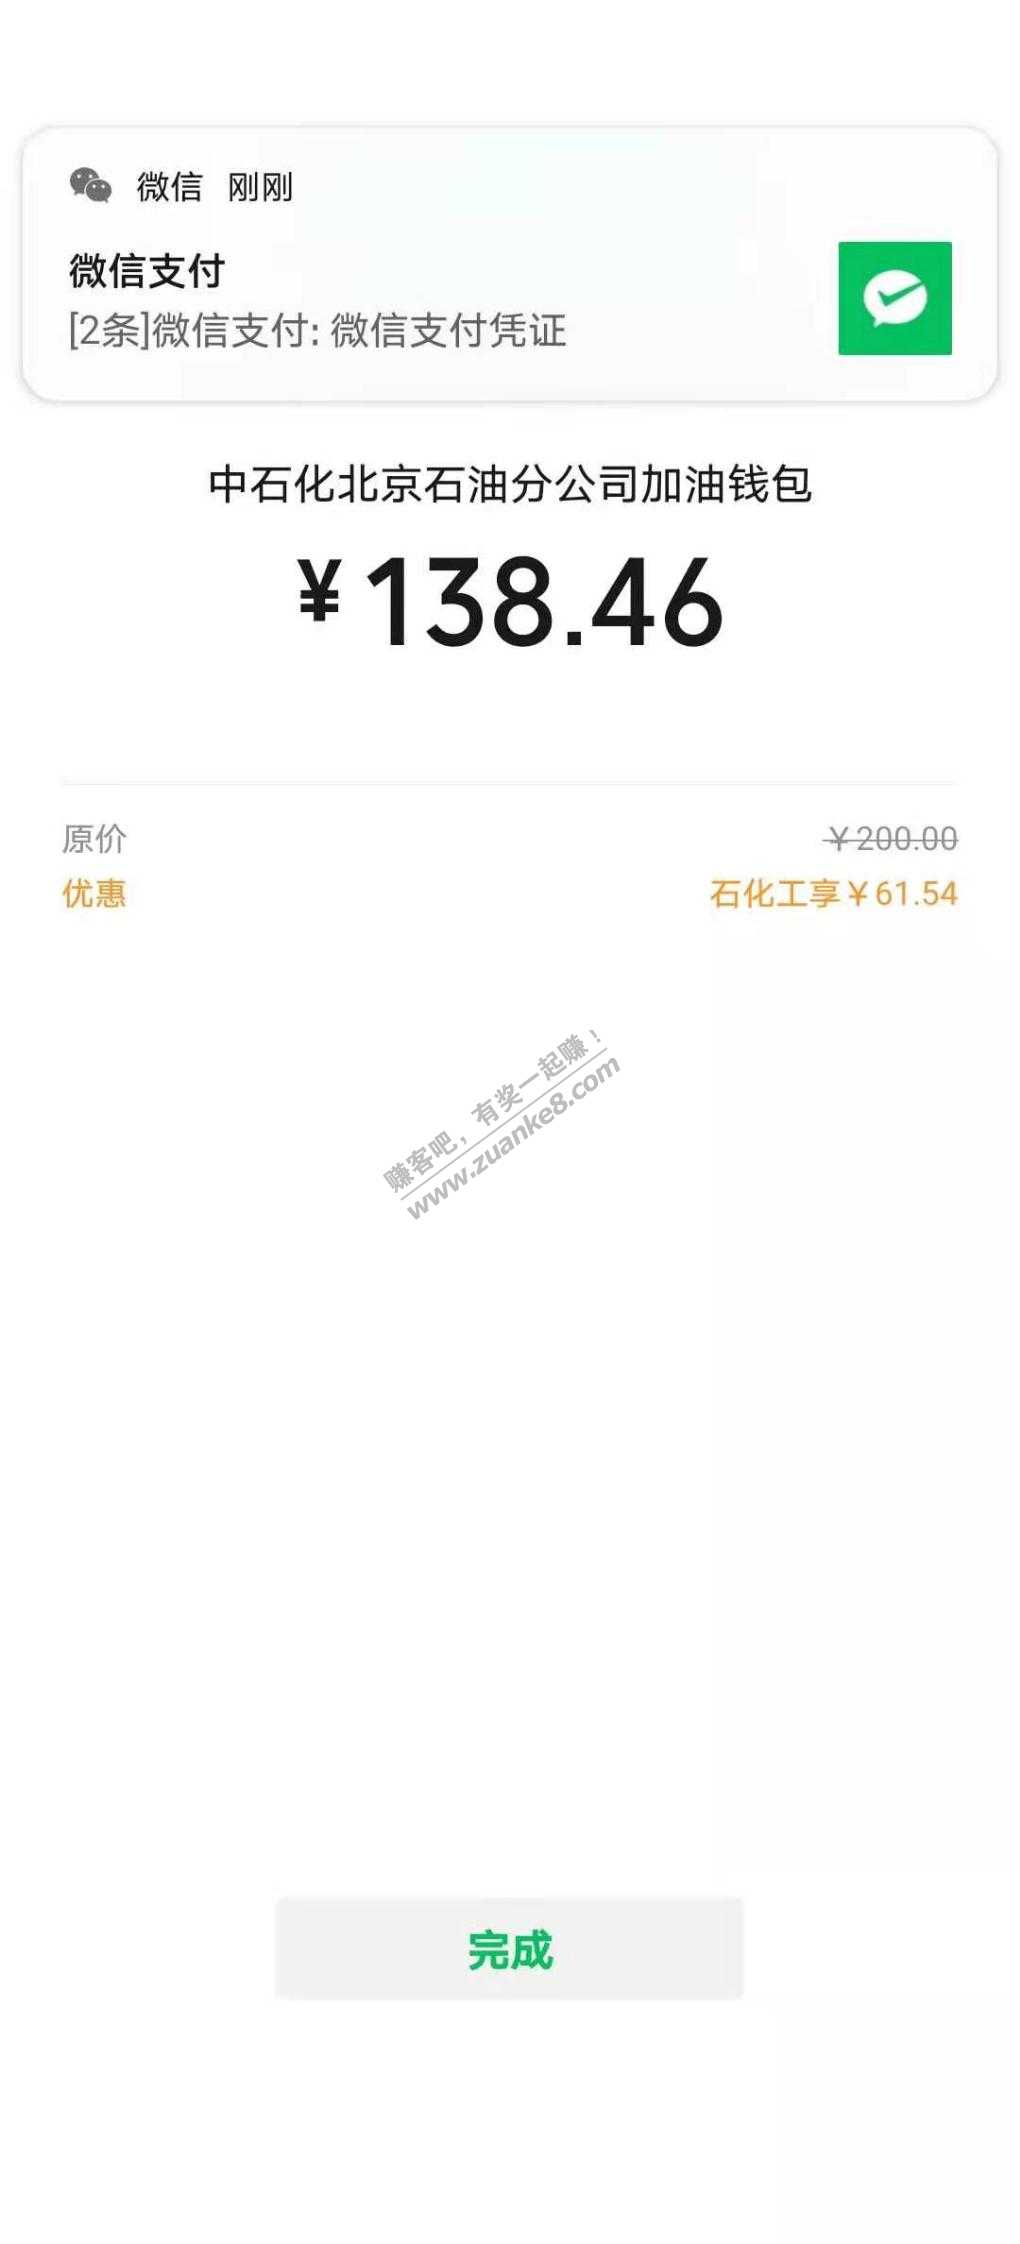 微信 刚刚
微信支付
[2条]微信支付: 微信支付凭证
中石化北京石油分公司加油钱包
¥138.46
原价 ¥200.00
优惠 石化工享¥61.54
赚客吧，有奖一起赚！
www.zuanke8.com
完成